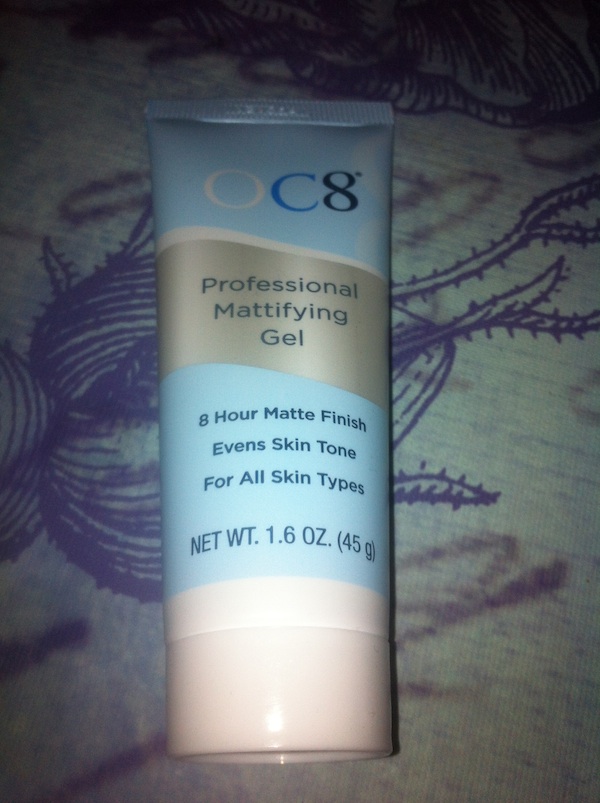 OC8
Professional
Mattifying
Gel
8 Hour Matte Finish
Evens Skin Tone
For All Skin Types
NET WT. 1.6 OZ. (45 g)